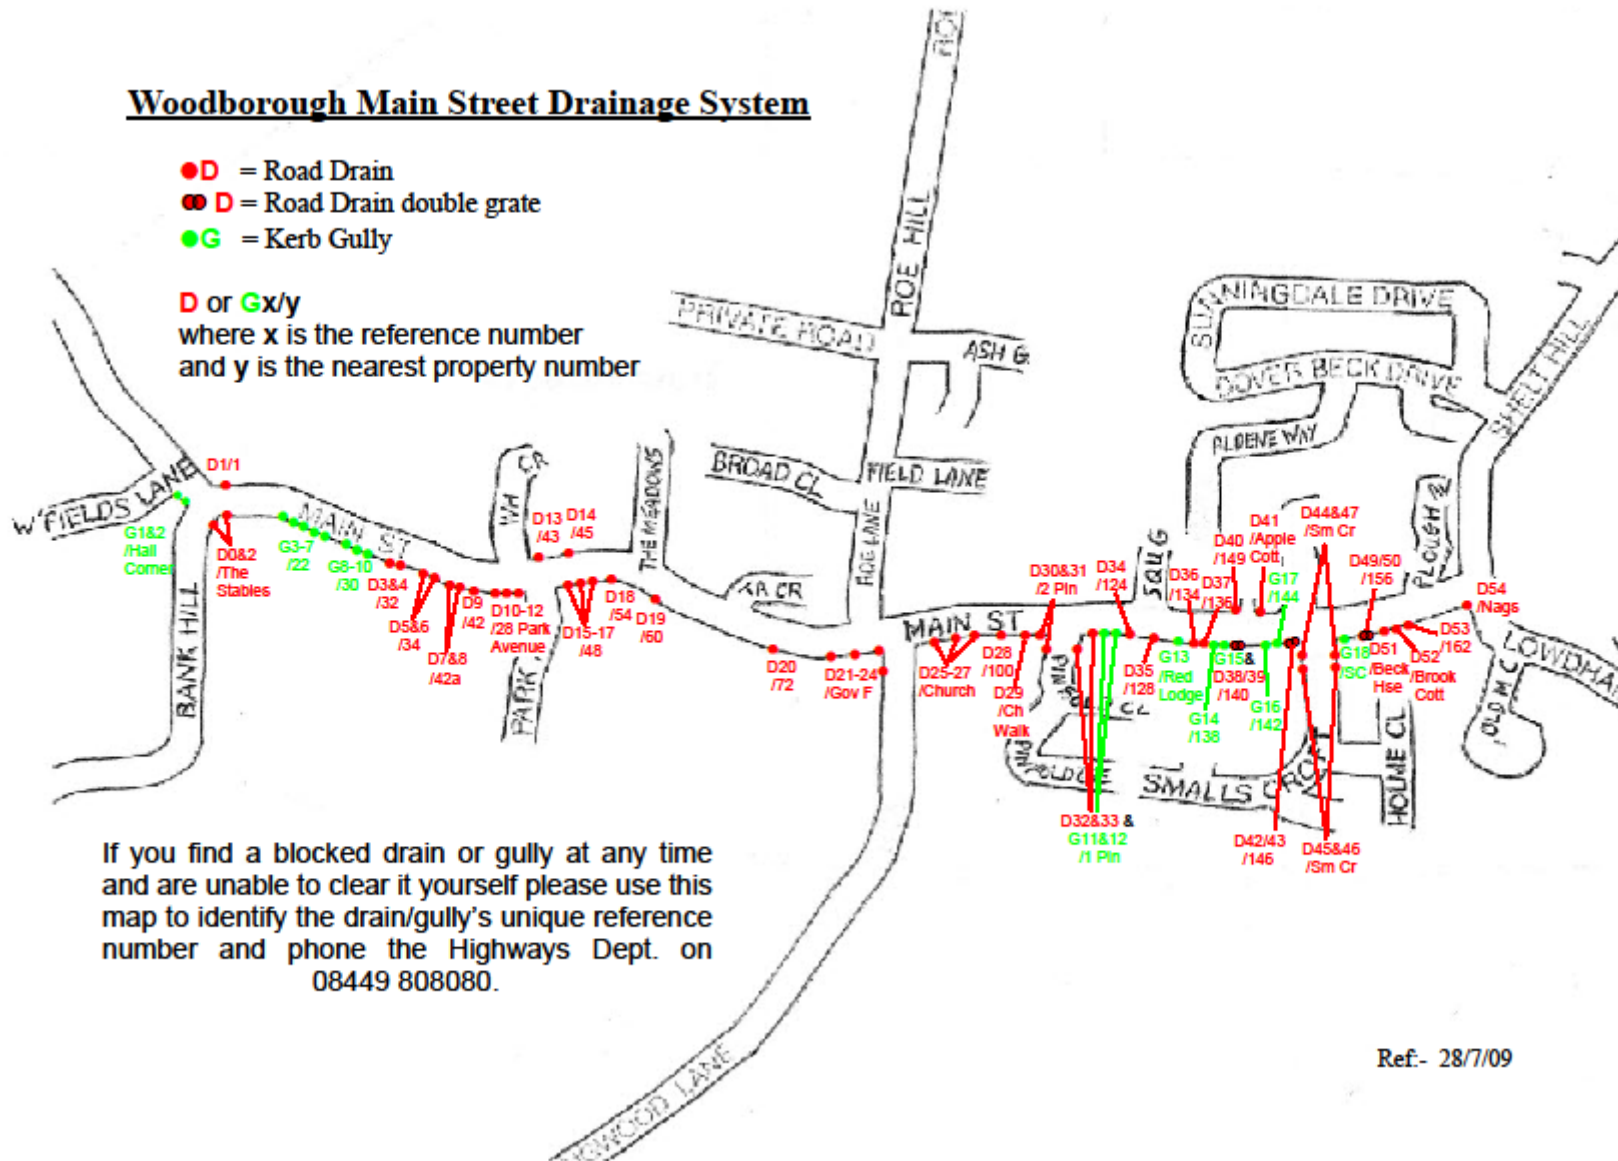 Woodborough Main Street Drainage System
D = Road Drain
D = Road Drain double grate
G = Kerb Gully
D or Gx/y
where x is the reference number
and y is the nearest property number
ROE HILL
PRIVATE ROAD
ASH G
SUNNINGDALE DRIVE
DOVER BECK DRIVE
SHELT HILL
ALDENE WAY
BROAD CL
FIELD LANE
ROE LANE
THE MEADOWS
WH
CR
W'FIELDS LANE
MAIN ST
BANK HILL
PARK
MAIN ST
SQU G
PLOUGH
LOWDHAM
OLD M C
HOLME CL
SMALLS CROFT
D1/1
G1&2
/Hall
Corner
D0&2
/The
Stables
G3-7
/22
G8-10
/30
D3&4
/32
D5&6
/34
D7&8
/42a
D9
/42
D10-12
/28 Park
Avenue
D13
/43
D14
/45
D15-17
/48
D18
/54
D19
/60
D20
/72
D21-24
/Gov F
D25-27
/Church
D28
/100
D29
/Ch
Walk
D30&31
/2 Pin
D32&33 &
G11&12
/1 Pin
D34
/124
D35
/128
G13
/Red
Lodge
D36
/134
D37
/136
G14
/138
G15&
D38/39
/140
D40
/149
D41
/Apple
Cott
G16
/142
G17
/144
D42/43
/146
D44&47
/Sm Cr
D45&46
/Sm Cr
G18
/SC
D49/50
/156
D51
/Beck
Hse
D52
/Brook
Cott
D53
/162
D54
/Nags
If you find a blocked drain or gully at any time
and are unable to clear it yourself please use this
map to identify the drain/gully's unique reference
number and phone the Highways Dept. on
08449 808080.
Ref:- 28/7/09